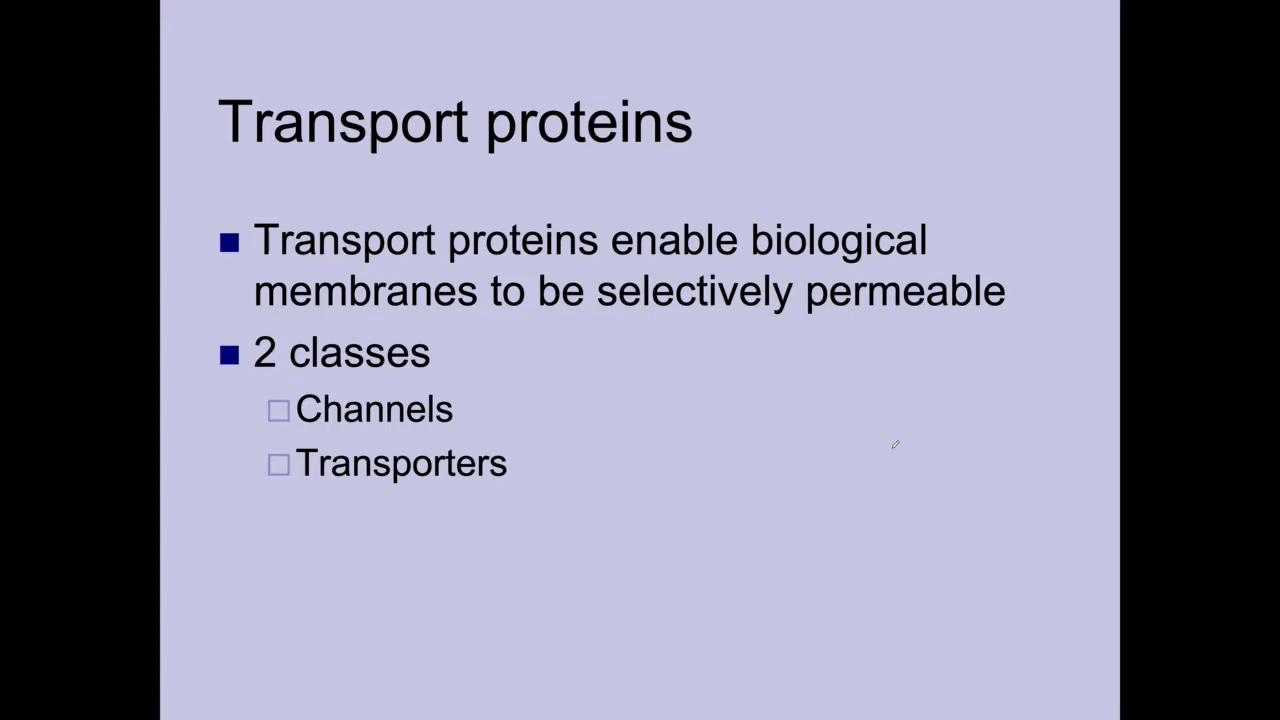 Transport proteins
Transport proteins enable biological
membranes to be selectively permeable
2 classes
Channels
Transporters